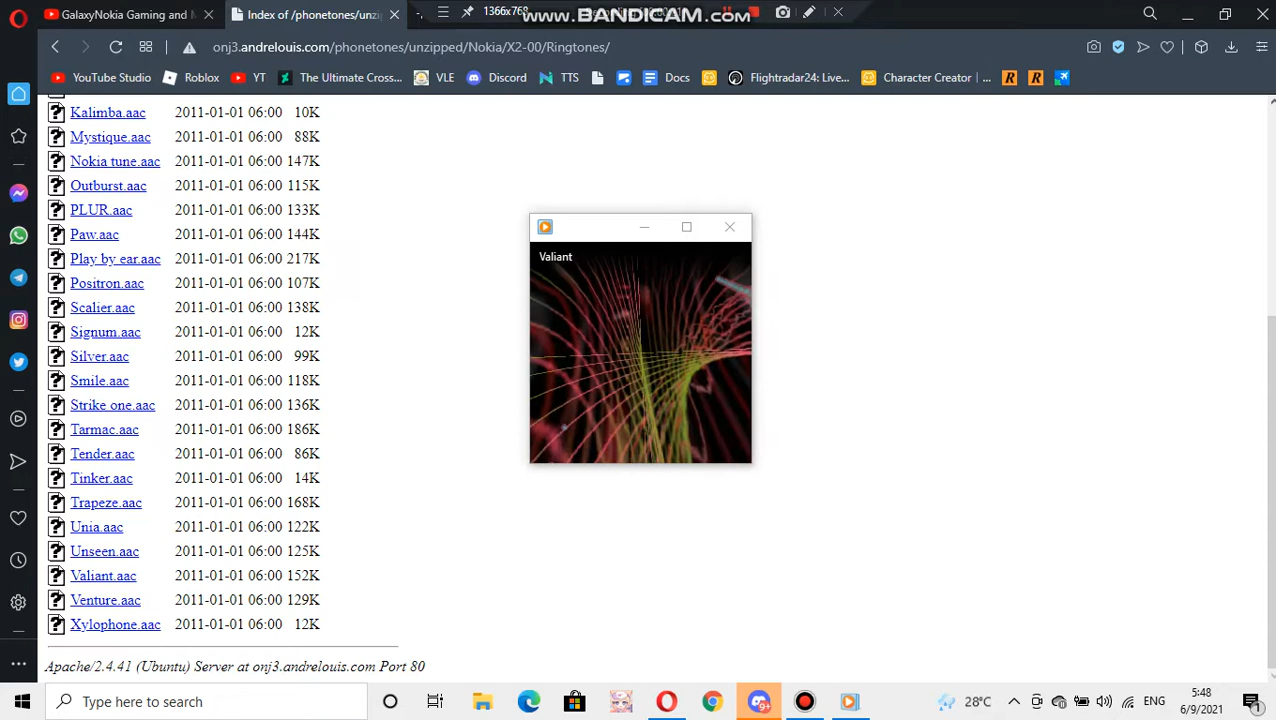 YouNokia Gaming and M
Index of /phonetones/unzip
1366x768
www.BANDICAM.com
onj3.andrelouis.com/phonetones/unzipped/Nokia/X2-00/Ringtones/
YouTube Studio Roblox YT The Ultimate Cross... VLE Discord TTS Docs Flightradar24: Live... Character Creator | ...
Kalimba.aac 2011-01-01 06:00 10K
Mystique.aac 2011-01-01 06:00 88K
Nokia tune.aac 2011-01-01 06:00 147K
Outburst.aac 2011-01-01 06:00 115K
PLUR.aac 2011-01-01 06:00 133K
Paw.aac 2011-01-01 06:00 144K
Play by ear.aac 2011-01-01 06:00 217K
Positron.aac 2011-01-01 06:00 107K
Scalier.aac 2011-01-01 06:00 138K
Signum.aac 2011-01-01 06:00 12K
Silver.aac 2011-01-01 06:00 99K
Smile.aac 2011-01-01 06:00 118K
Strike one.aac 2011-01-01 06:00 136K
Tarmac.aac 2011-01-01 06:00 186K
Tender.aac 2011-01-01 06:00 86K
Tinker.aac 2011-01-01 06:00 14K
Trapeze.aac 2011-01-01 06:00 168K
Unia.aac 2011-01-01 06:00 122K
Unseen.aac 2011-01-01 06:00 125K
Valiant.aac 2011-01-01 06:00 152K
Venture.aac 2011-01-01 06:00 129K
Xylophone.aac 2011-01-01 06:00 12K
Apache/2.4.41 (Ubuntu) Server at onj3.andrelouis.com Port 80
Valiant
Type here to search
9+
28°C
ENG
5:48
6/9/2021
1